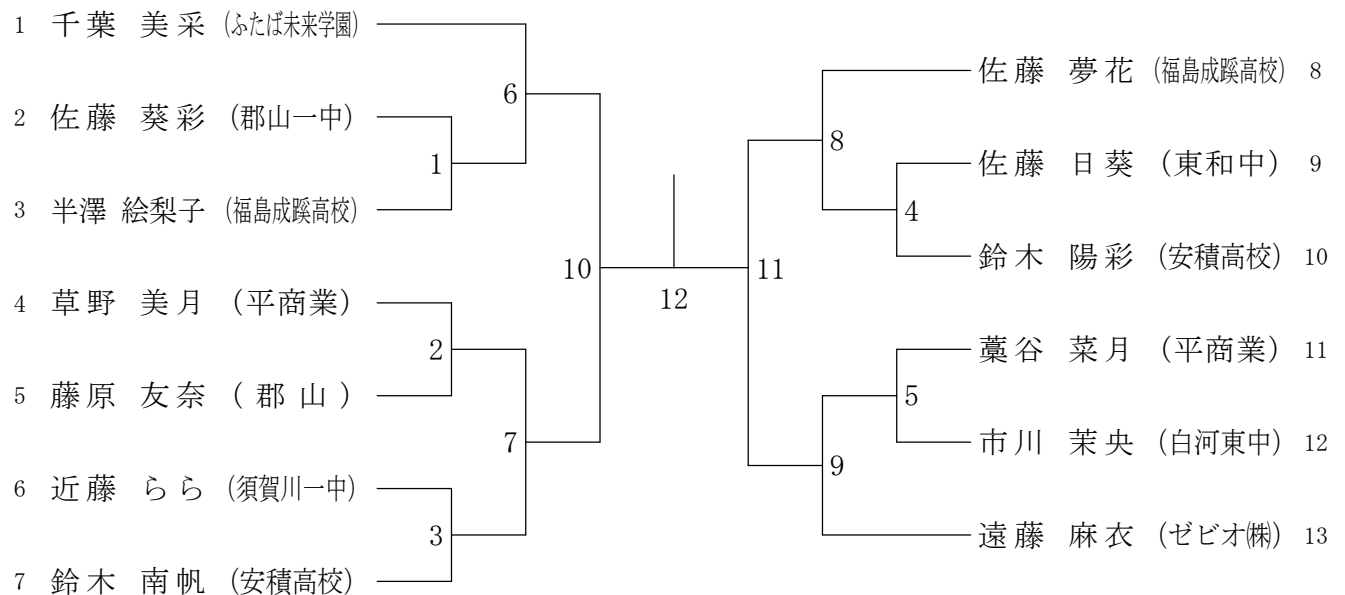 1 千葉 美采 (ふたば未来学園)
2 佐藤 葵彩 (郡山一中)
3 半澤 絵梨子 (福島成蹊高校)
4 草野 美月 (平商業)
5 藤原 友奈 (郡山)
6 近藤 らら (須賀川一中)
7 鈴木 南帆 (安積高校)
6
1
2
7
3
10
12
11
8
4
5
9
佐藤 夢花 (福島成蹊高校) 8
佐藤 日葵 (東和中) 9
鈴木 陽彩 (安積高校) 10
藁谷 菜月 (平商業) 11
市川 茉央 (白河東中) 12
遠藤 麻衣 (ゼビオ㈱) 13